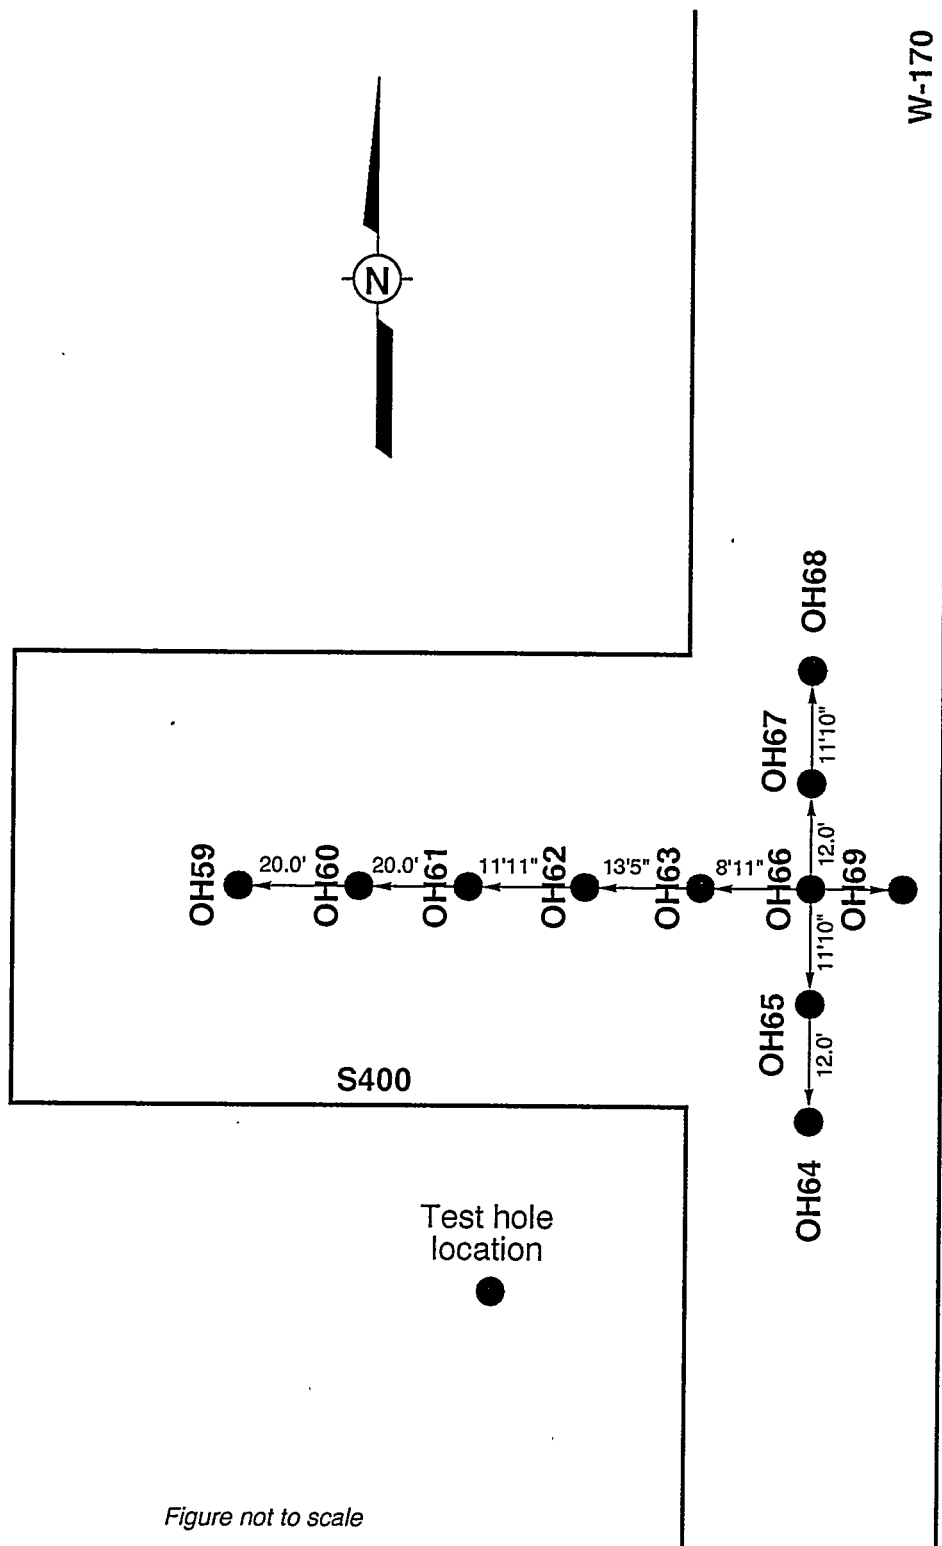 W-170
N
OH68
OH67
11'10"
OH59
20.0'
OH60
20.0'
OH61
11'11"
OH62
13'5"
OH63
8'11"
OH66
12.0'
OH69
11'10"
OH65
12.0'
S400
OH64
Test hole
location
Figure not to scale